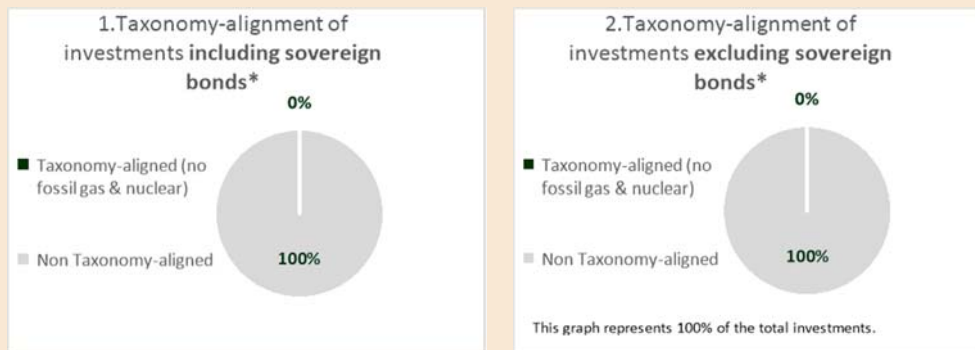 1.Taxonomy-alignment of
investments including sovereign
bonds*
0%
Taxonomy-aligned (no
fossil gas & nuclear)
Non Taxonomy-aligned
100%
2.Taxonomy-alignment of
investments excluding sovereign
bonds*
0%
Taxonomy-aligned (no
fossil gas & nuclear)
Non Taxonomy-aligned
100%
This graph represents 100% of the total investments.